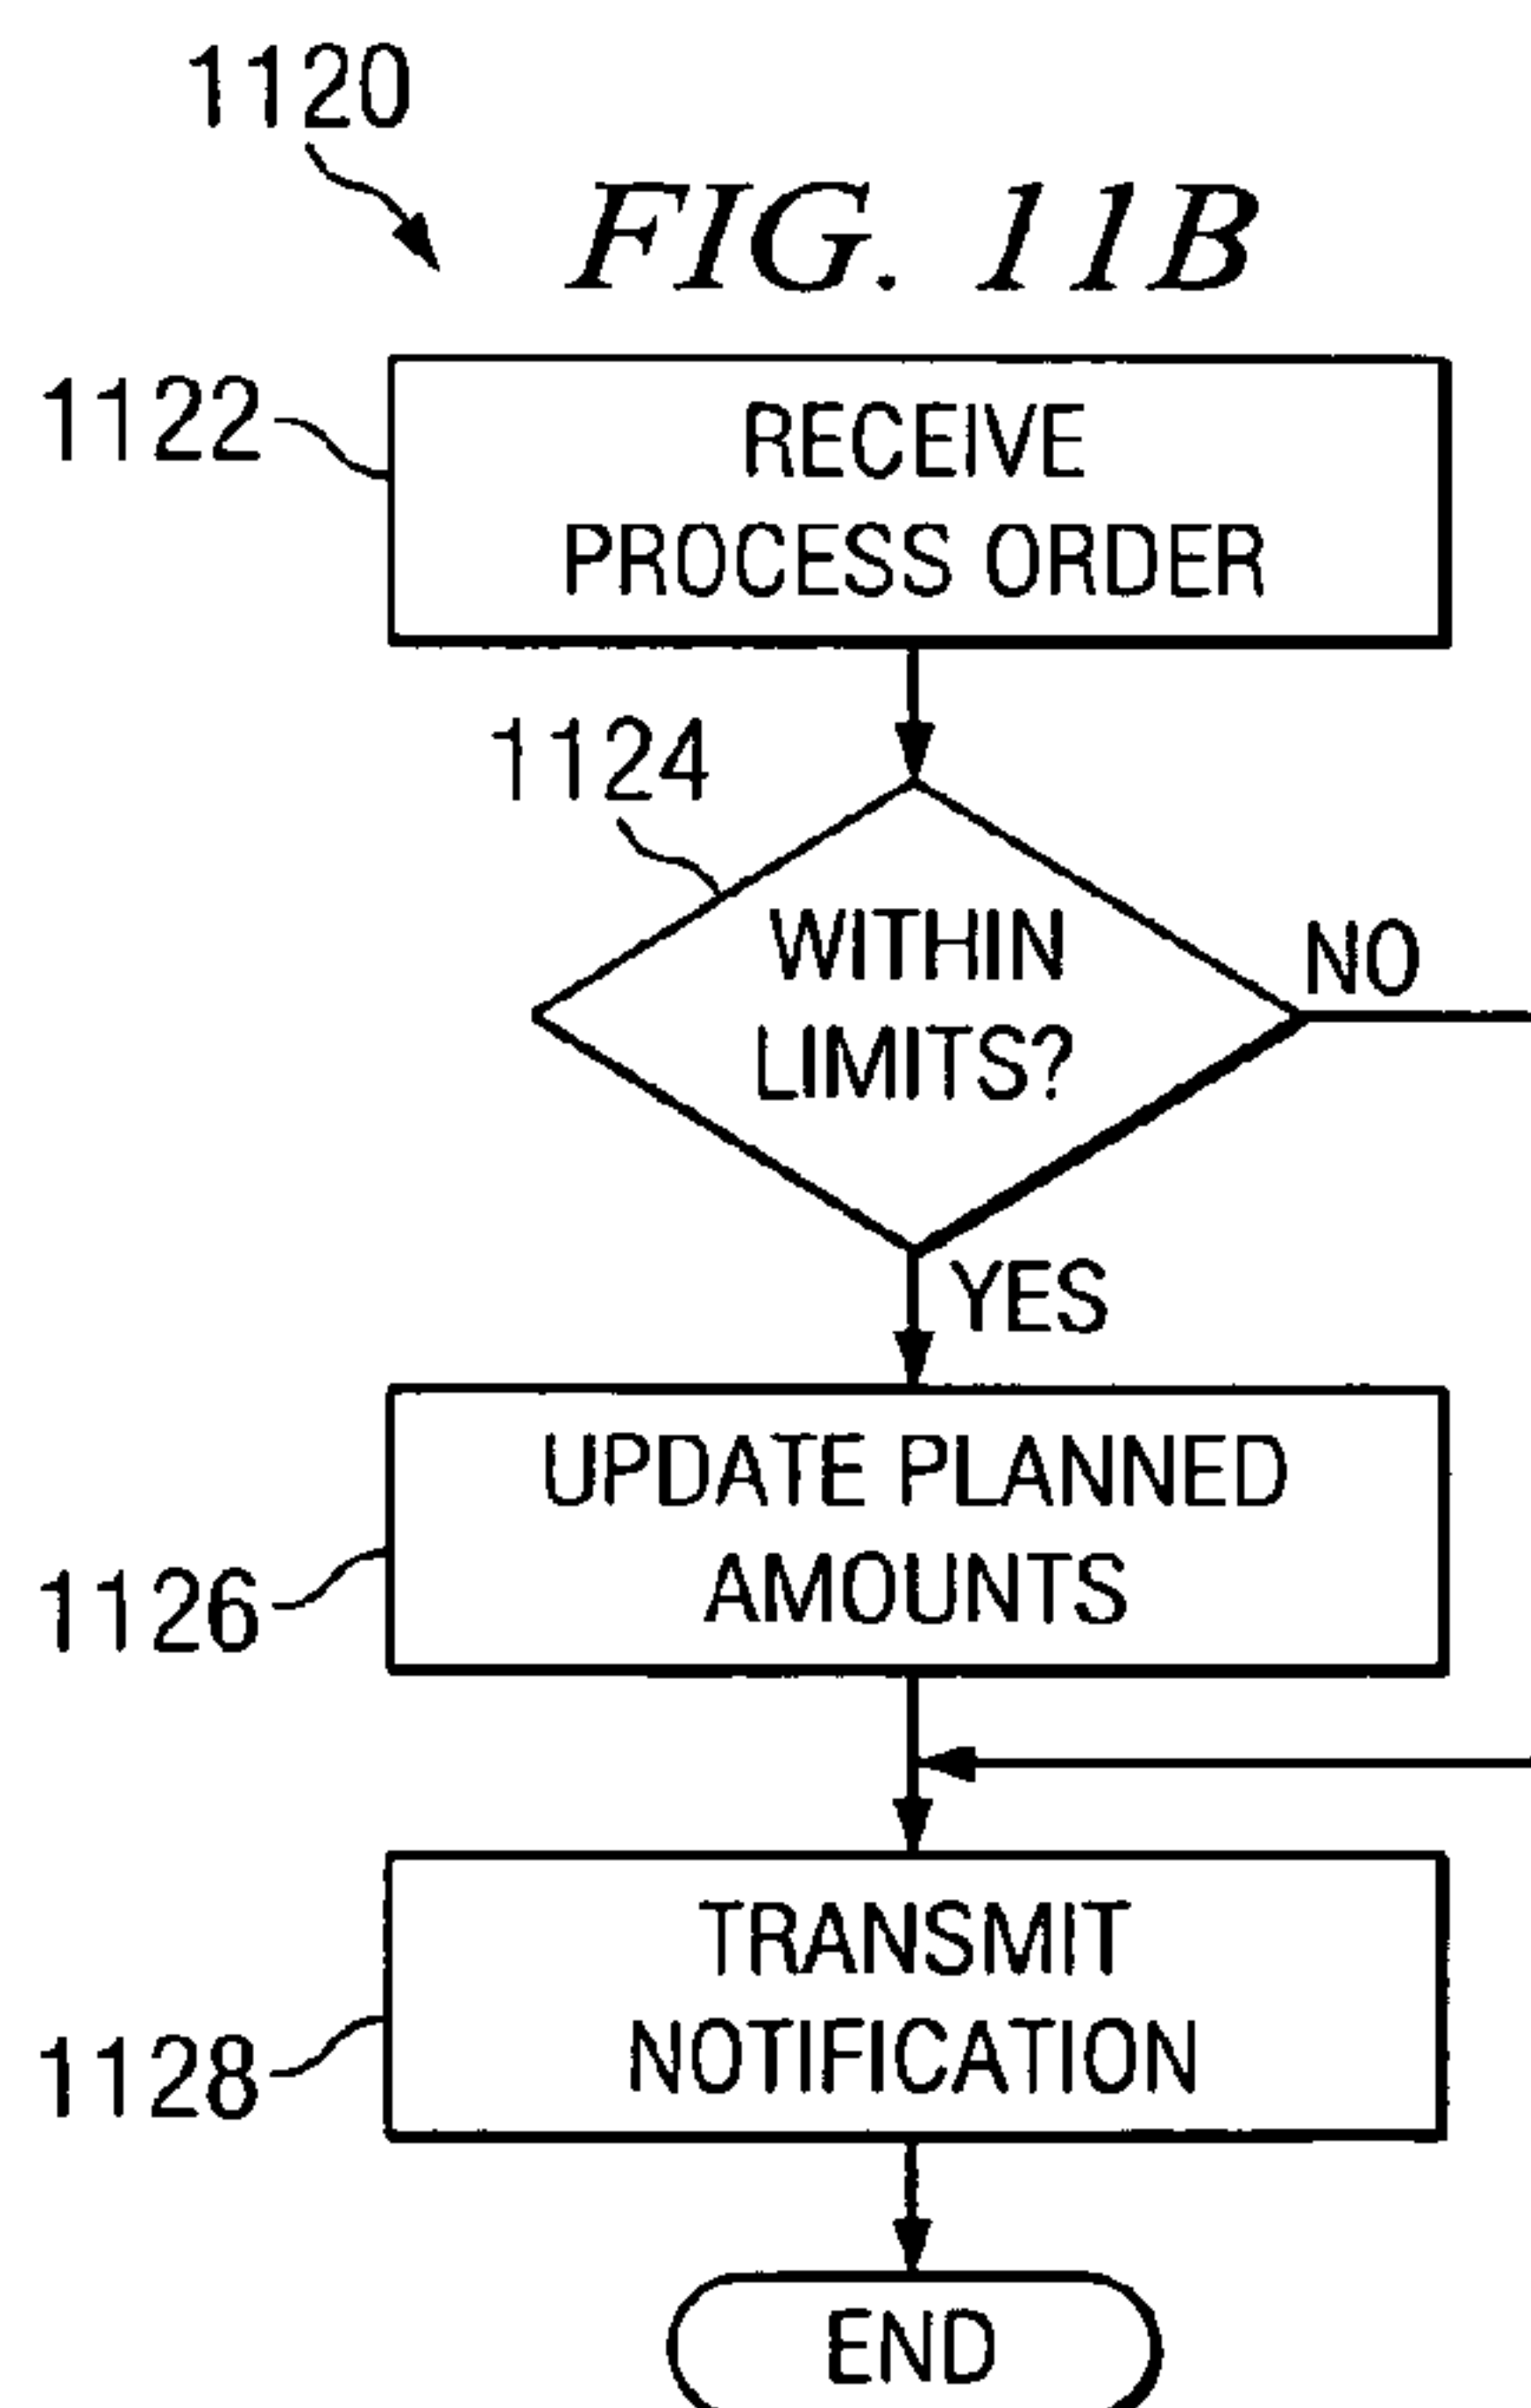 1120
FIG. 11B
1122
RECEIVE
PROCESS ORDER
1124
WITHIN
LIMITS?
NO
YES
UPDATE PLANNED
AMOUNTS
1126
TRANSMIT
NOTIFICATION
1128
END